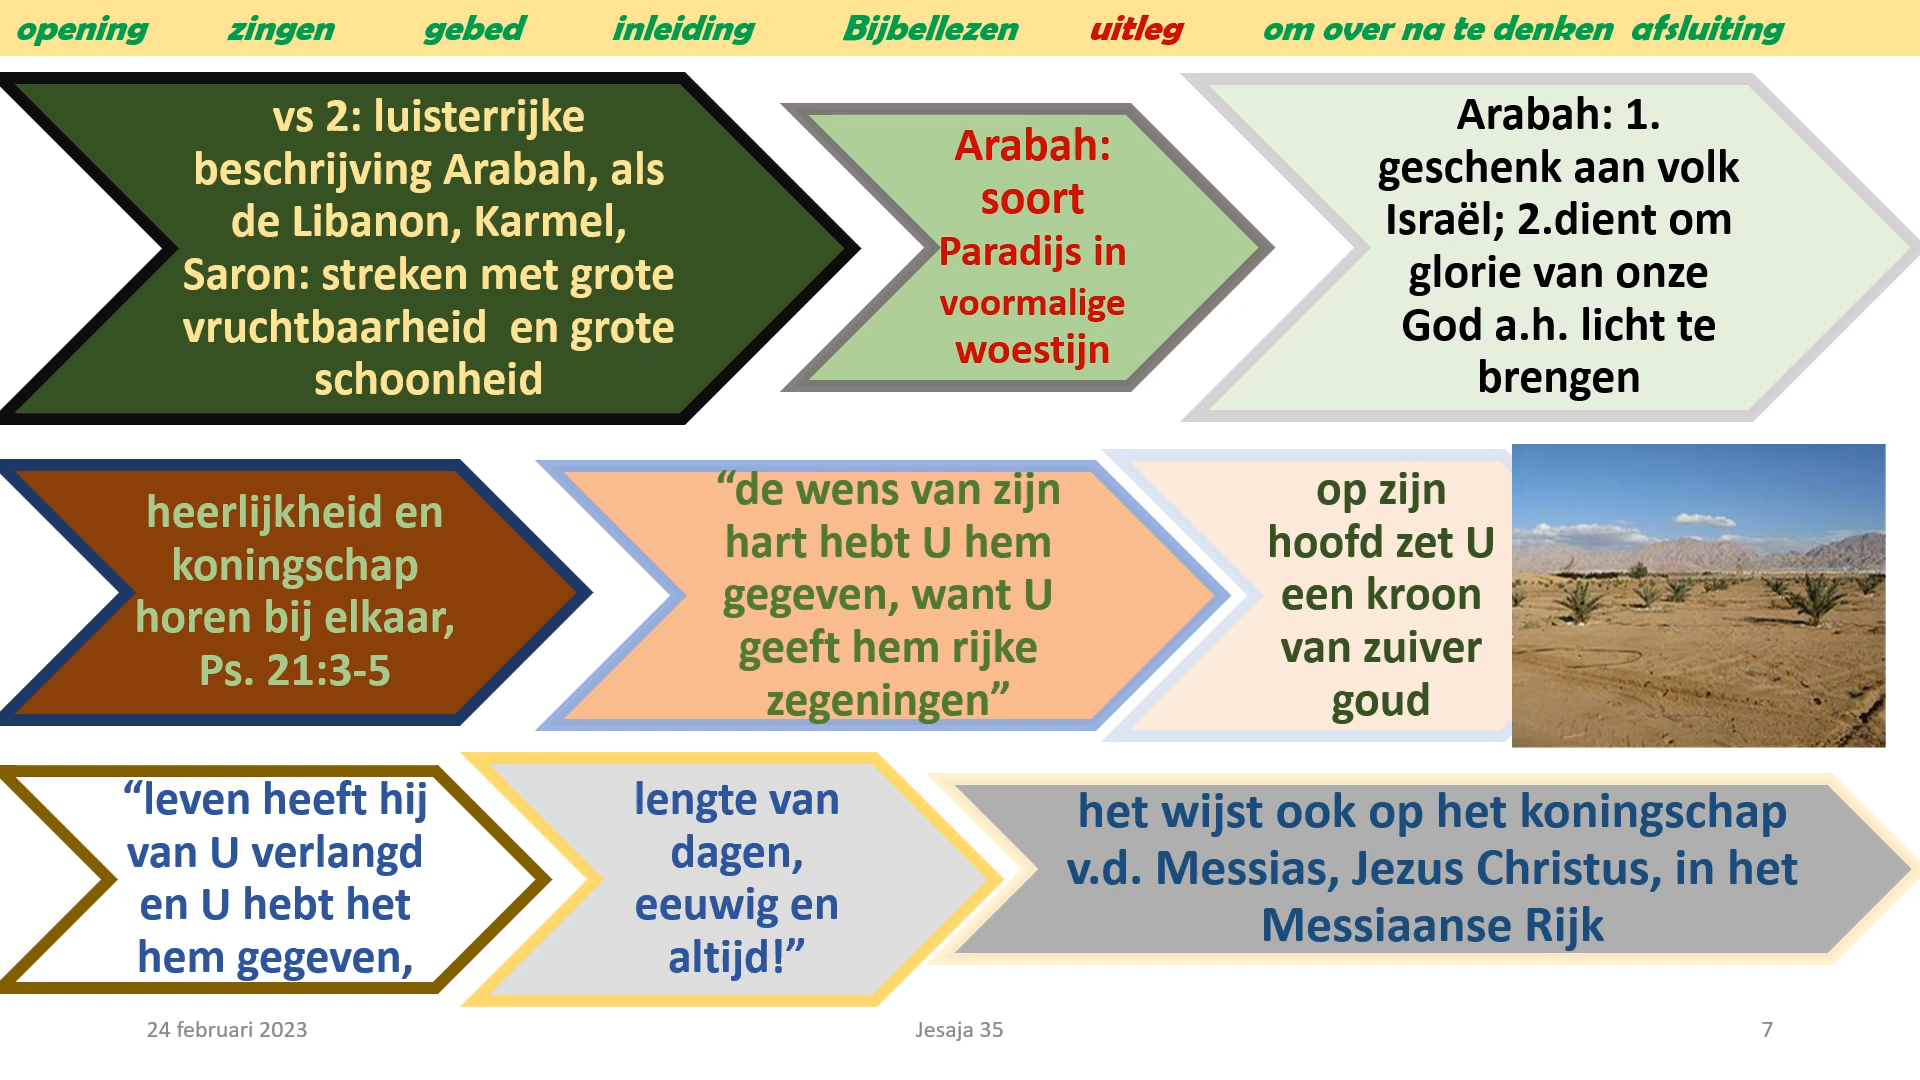 opening zingen gebed inleiding Bijbellezen uitleg om over na te denken afsluiting
vs 2: luisterrijke
beschrijving Arabah, als
de Libanon, Karmel,
Saron: streken met grote
vruchtbaarheid en grote
schoonheid
Arabah:
soort
Paradijs in
voormalige
woestijn
Arabah: 1.
geschenk aan volk
Israël; 2.dient om
glorie van onze
God a.h. licht te
brengen
heerlijkheid en
koningschap
horen bij elkaar,
Ps. 21:3-5
“de wens van zijn
hart hebt U hem
gegeven, want U
geeft hem rijke
zegeningen”
op zijn
hoofd zet U
een kroon
van zuiver
goud
“leven heeft hij
van U verlangd
en U hebt het
hem gegeven,
lengte van
dagen,
eeuwig en
altijd!”
het wijst ook op het koningschap
v.d. Messias, Jezus Christus, in het
Messiaanse Rijk
24 februari 2023
Jesaja 35
7